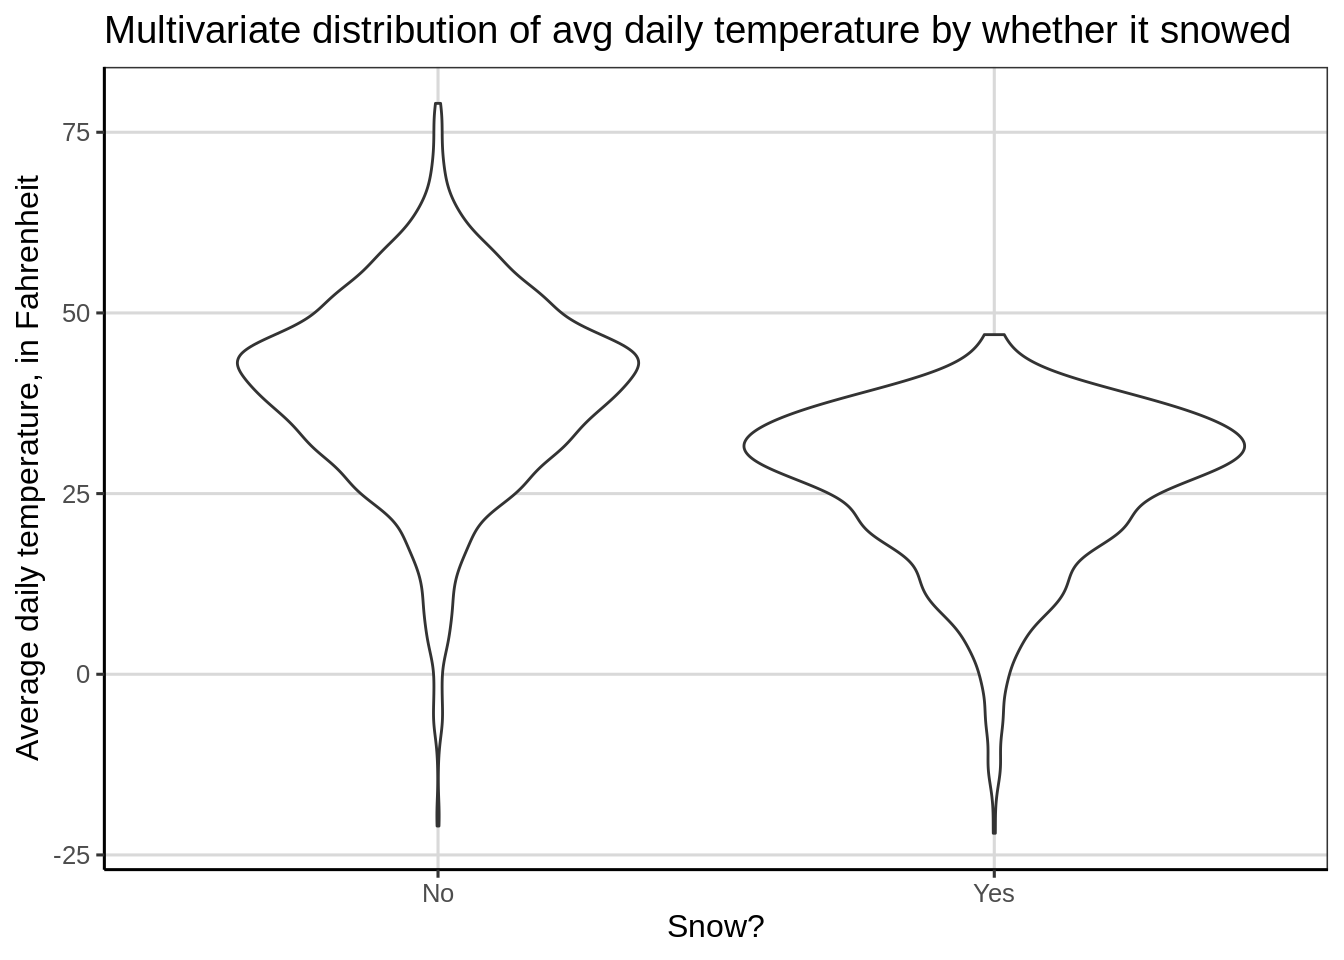 Multivariate distribution of avg daily temperature by whether it snowed
Average daily temperature, in Fahrenheit
75
50
25
0
-25
No
Yes
Snow?